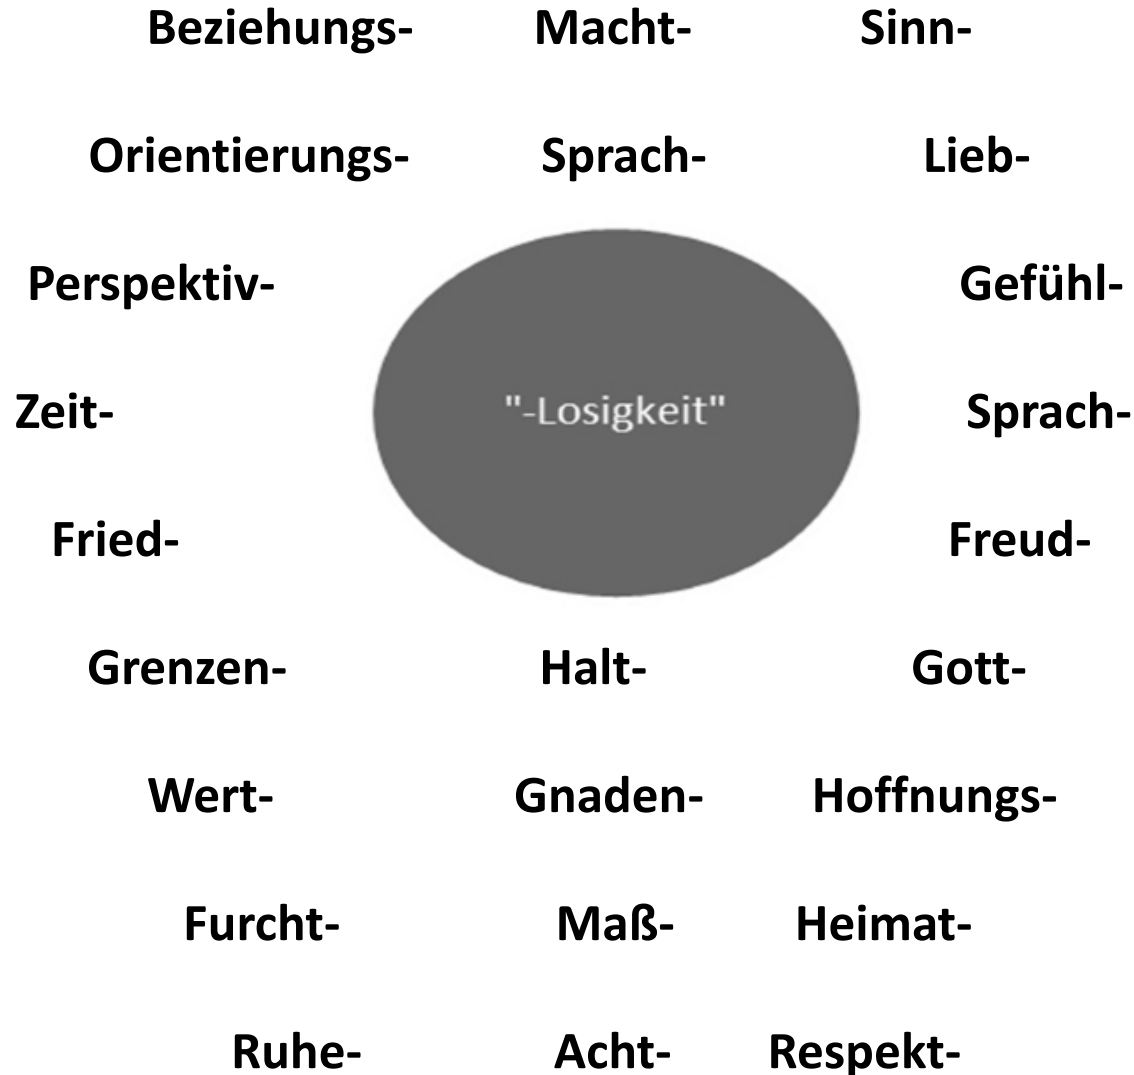 Beziehungs- Macht- Sinn-
Orientierungs- Sprach- Lieb-
Perspektiv- Gefühl-
Zeit- "-Losigkeit" Sprach-
Fried- Freud-
Grenzen- Halt- Gott-
Wert- Gnaden- Hoffnungs-
Furcht- Maß- Heimat-
Ruhe- Acht- Respekt-